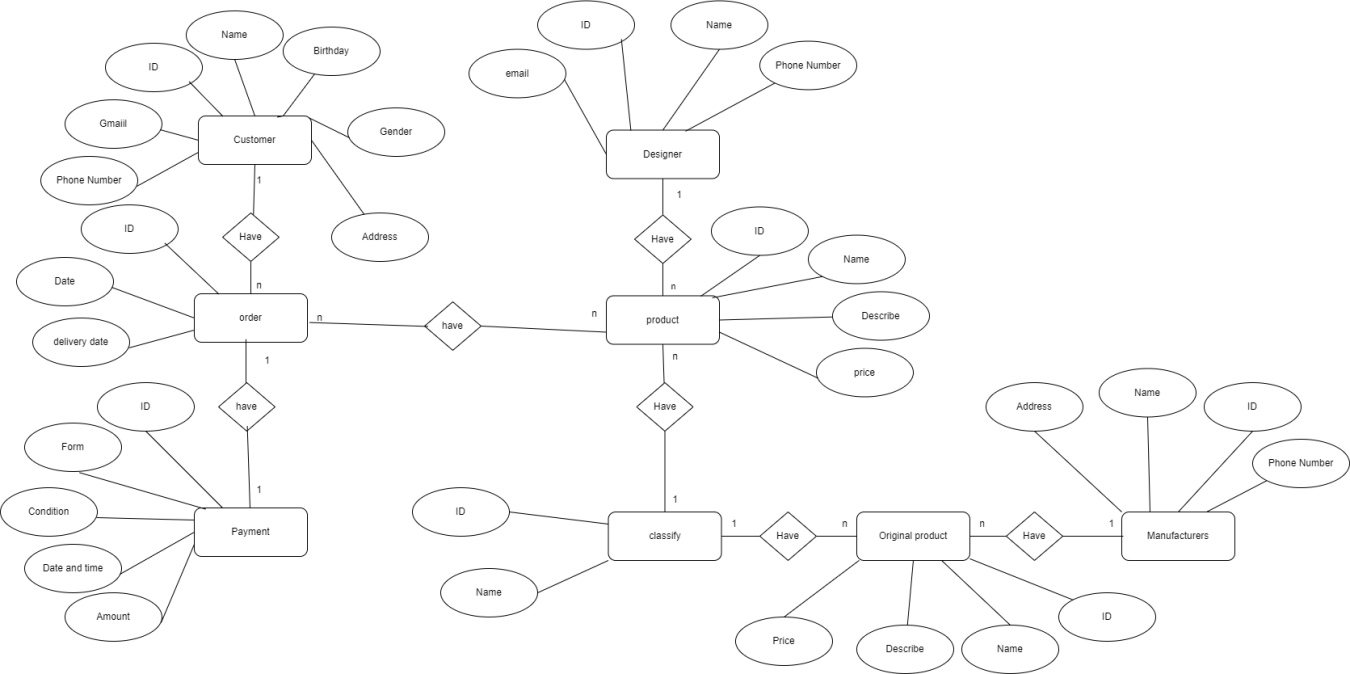 Name
Birthday
ID
Gmaiil
Gender
Customer
Phone Number
1
Address
Have
ID
n
Date
order
n
delivery date
1
have
ID
Form
1
Condition
Payment
Date and time
Amount
have
ID
Name
email
Phone Number
Designer
1
Have
ID
n
Name
n
product
Describe
n
price
Have
1
ID
classify
Name
1
Have
n
Original product
Price
Describe
Name
ID
n
Have
1
Manufacturers
Address
Name
ID
Phone Number